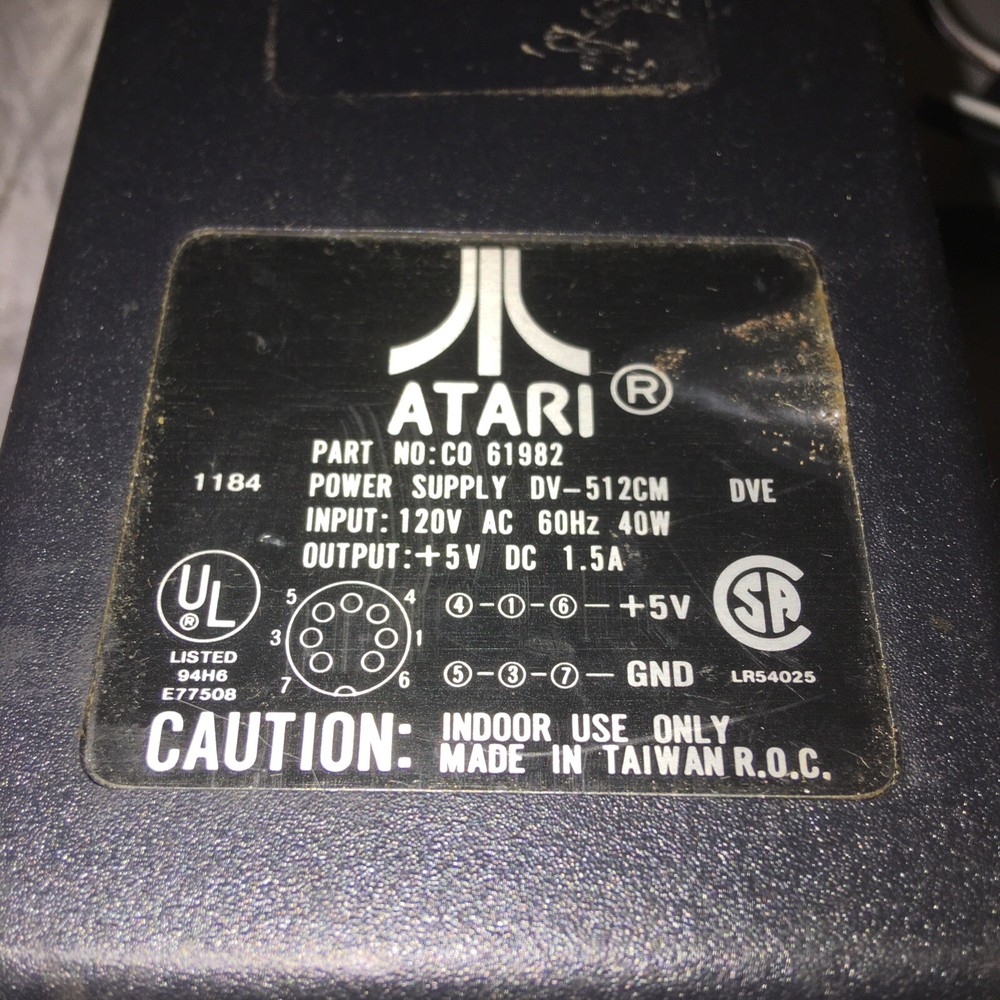 ATARI ®
PART NO: CO 61982
1184 POWER SUPPLY DV-512CM DVE
INPUT: 120V AC 60Hz 40W
OUTPUT: +5V DC 1.5A
UL ®
LISTED
94H6
E77508
5 4
3 1
7 6
④-①-⑥— +5V
⑤-③-⑦— GND
SA
LR54025
CAUTION: INDOOR USE ONLY
MADE IN TAIWAN R.O.C.